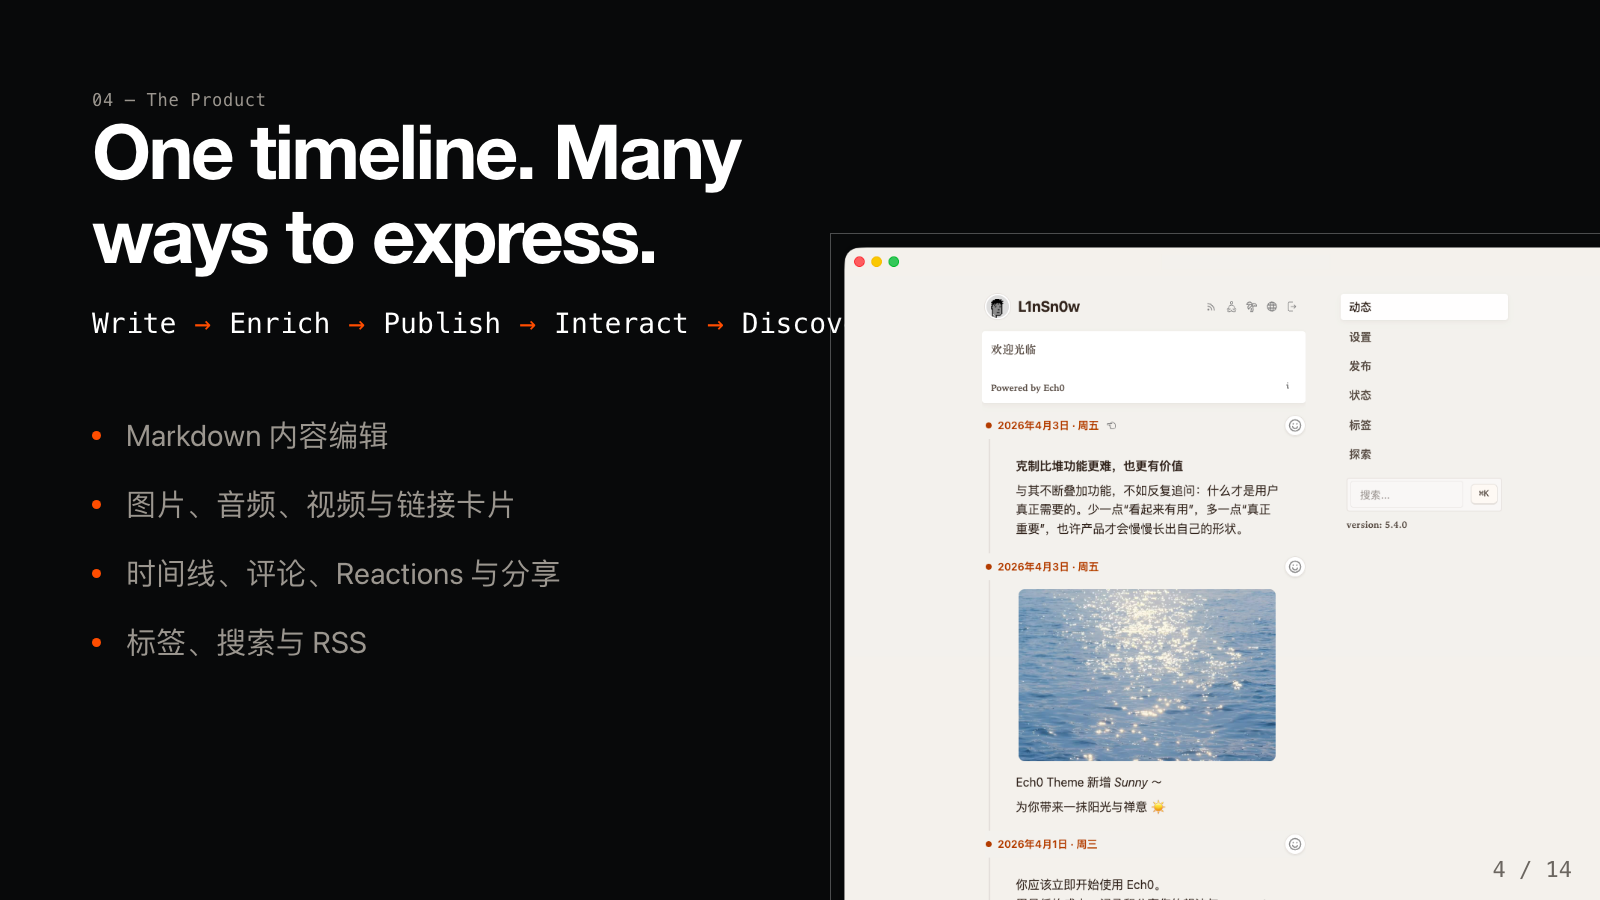 04 — The Product
One timeline. Many
ways to express.
Write → Enrich → Publish → Interact → Discov
• Markdown 内容编辑
• 图片、音频、视频与链接卡片
• 时间线、评论、Reactions 与分享
• 标签、搜索与 RSS
L1nSn0w
欢迎光临
Powered by Ech0
2026年4月3日 · 周五
克制比堆功能更难，也更有价值
与其不断叠加功能，不如反复追问：什么才是用户
真正需要的。少一点“看起来有用”，多一点“真正
重要”，也许产品才会慢慢长出自己的形状。
2026年4月3日 · 周五
Ech0 Theme 新增 Sunny ～
为你带来一抹阳光与禅意 ☀️
2026年4月1日 · 周三
你应该立即开始使用 Ech0。
动态
设置
发布
状态
标签
探索
搜索...
⌘K
version: 5.4.0
4 / 14